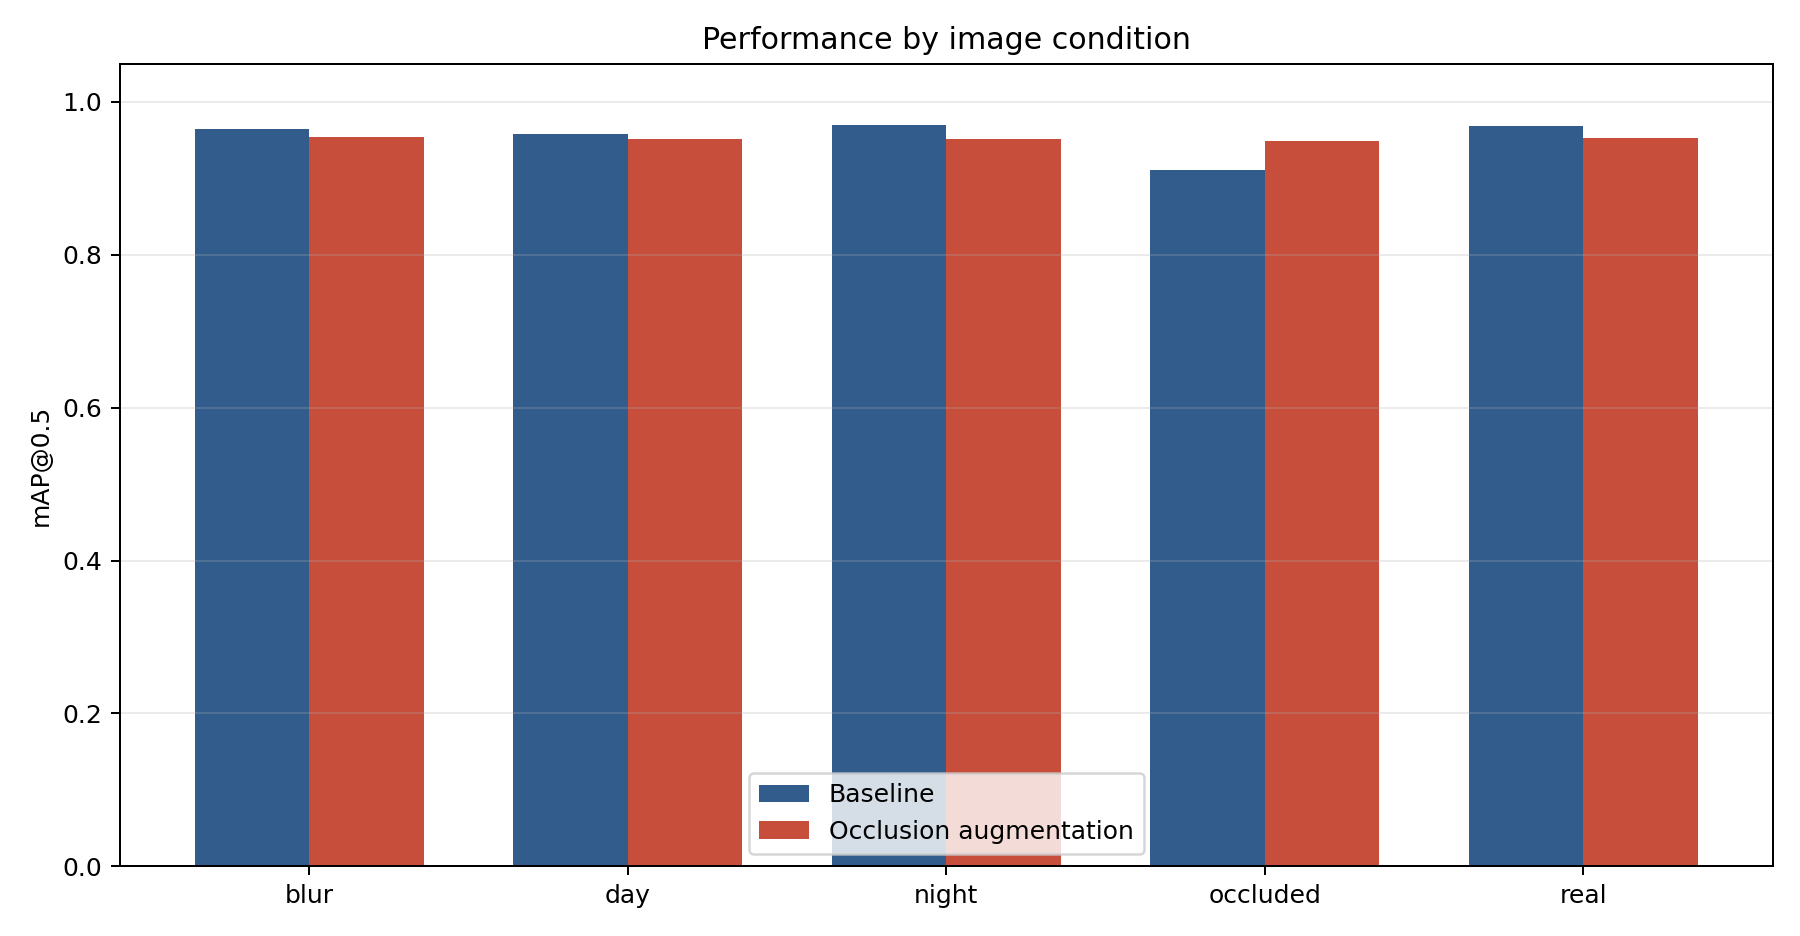 Performance by image condition
1.0
0.8
0.6
0.4
0.2
0.0
mAP@0.5
Baseline
Occlusion augmentation
blur
day
night
occluded
real